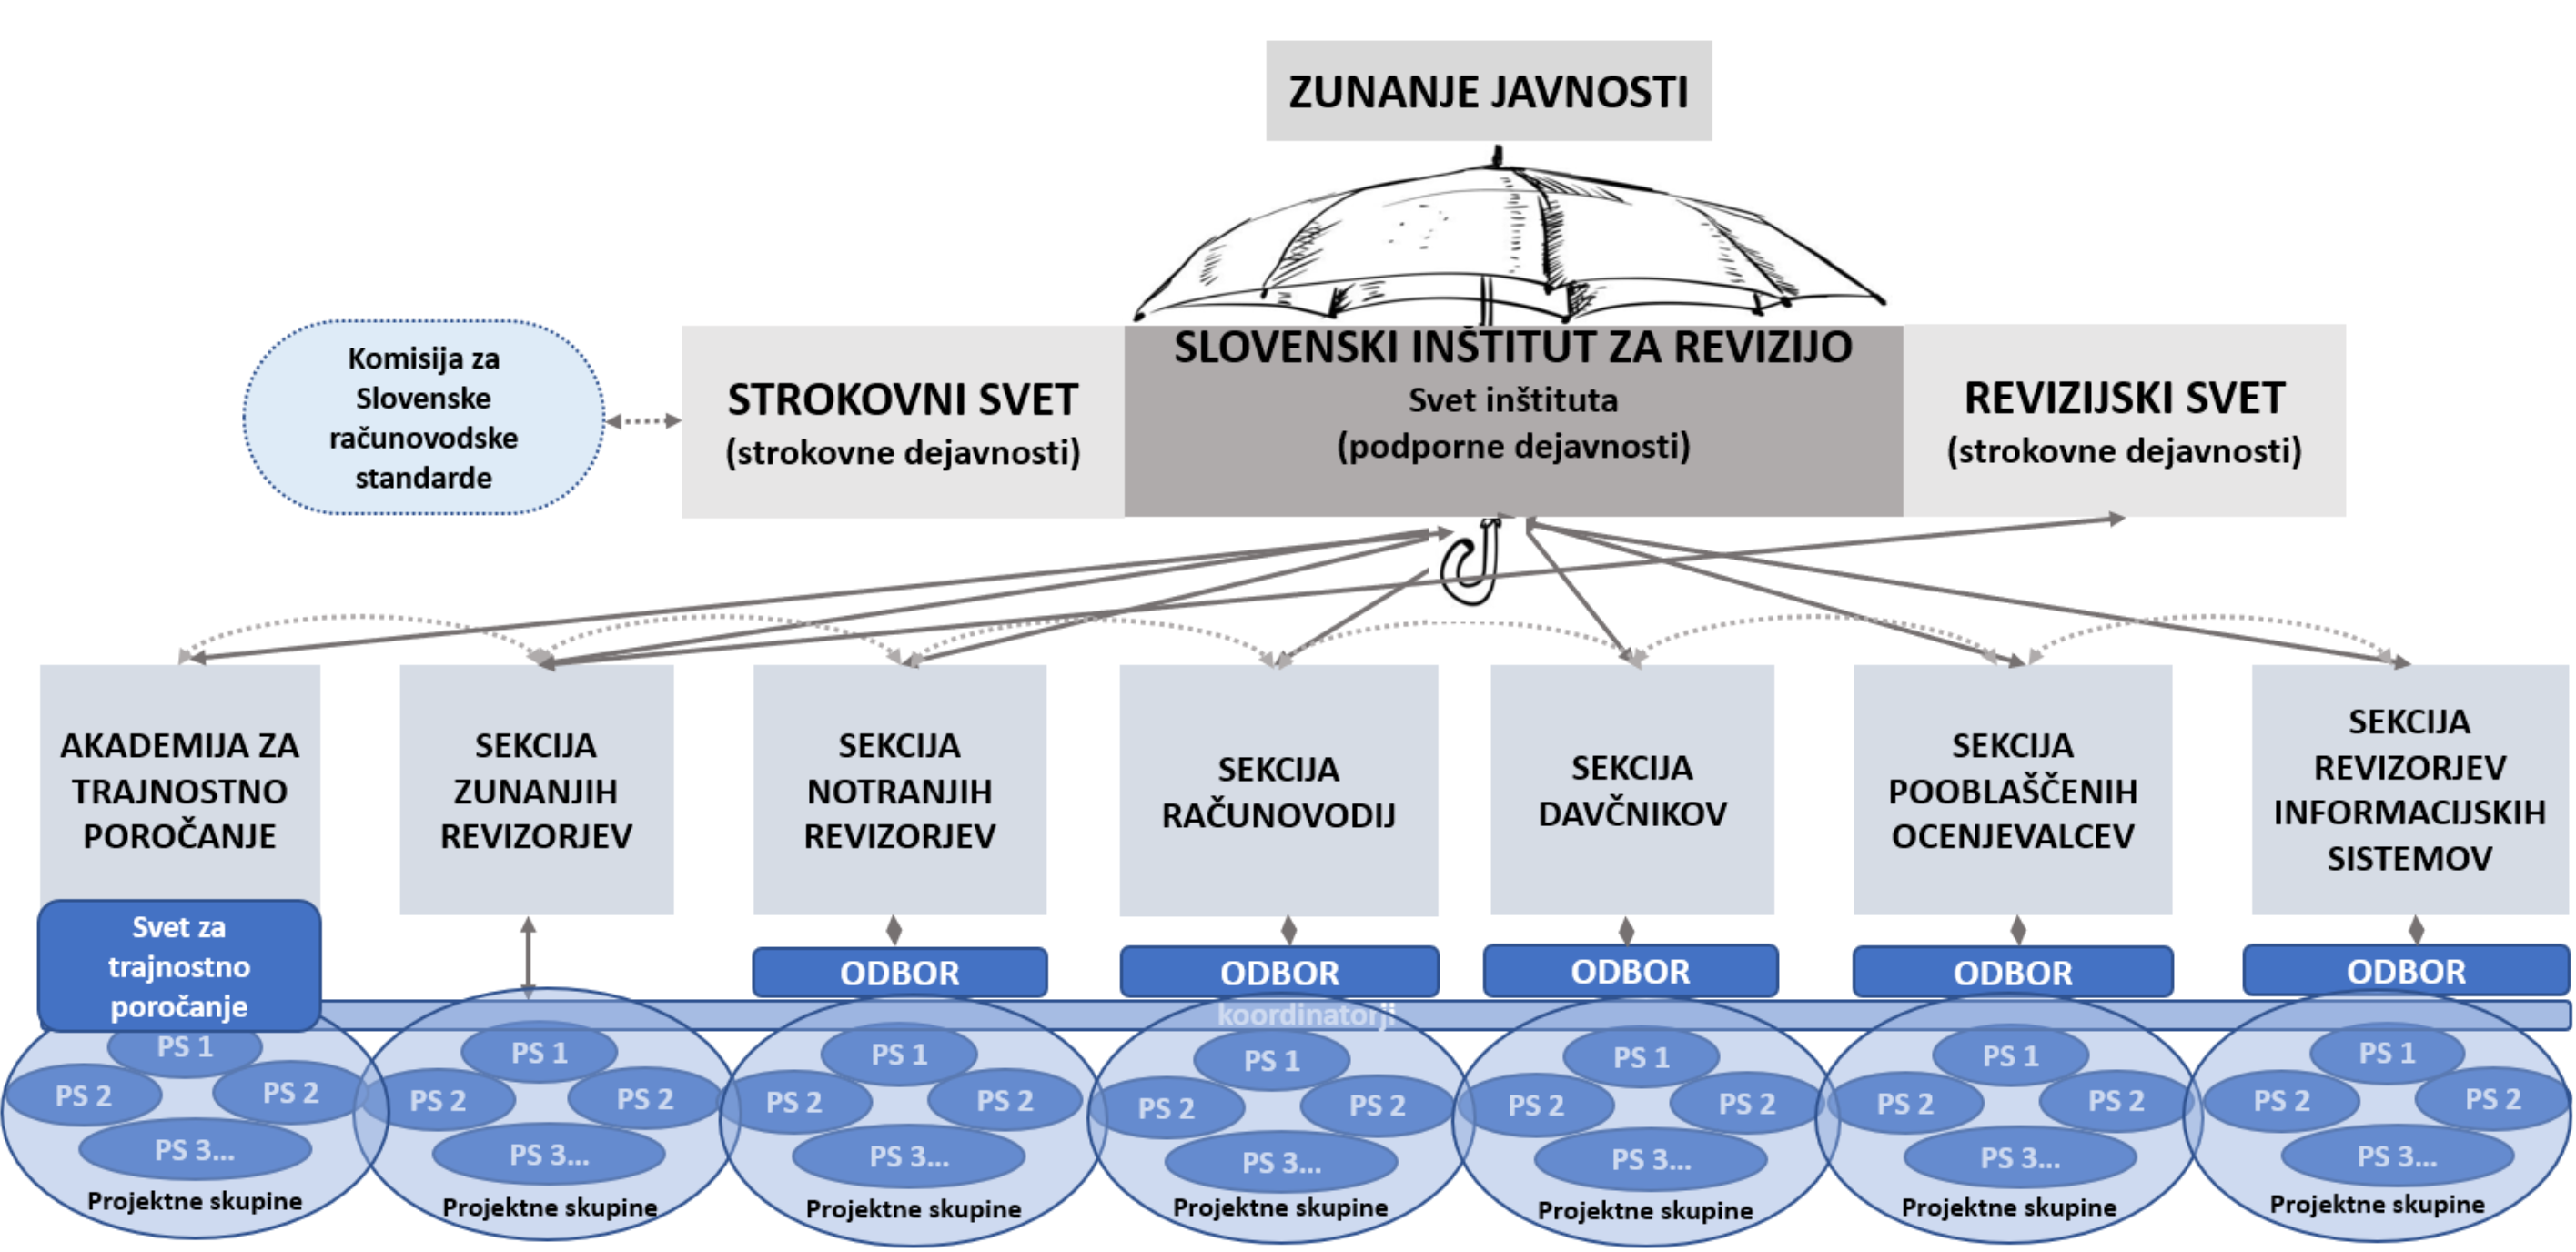 ZUNANJE JAVNOSTI
Komisija za
Slovenske
računovodske
standarde
STROKOVNI SVET
(strokovne dejavnosti)
SLOVENSKI INŠTITUT ZA REVIZIJO
Svet inštituta
(podporne dejavnosti)
REVIZIJSKI SVET
(strokovne dejavnosti)
AKADEMIJA ZA
TRAJNOSTNO
POROČANJE
SEKCIJA
ZUNANJIH
REVIZORJEV
SEKCIJA
NOTRANJIH
REVIZORJEV
SEKCIJA
RAČUNOVODIJ
SEKCIJA
DAVČNIKOV
SEKCIJA
POOBLAŠČENIH
OCENJEVALCEV
SEKCIJA
REVIZORJEV
INFORMACIJSKIH
SISTEMOV
Svet za
trajnostno
poročanje
ODBOR
ODBOR
ODBOR
ODBOR
ODBOR
koordinatorji
PS 1
PS 2
PS 2
PS 3...
Projektne skupine
PS 1
PS 2
PS 2
PS 3...
Projektne skupine
PS 1
PS 2
PS 2
PS 3...
Projektne skupine
PS 1
PS 2
PS 2
PS 3...
Projektne skupine
PS 1
PS 2
PS 2
PS 3...
Projektne skupine
PS 1
PS 2
PS 2
PS 3...
Projektne skupine
PS 1
PS 2
PS 2
PS 3...
Projektne skupine